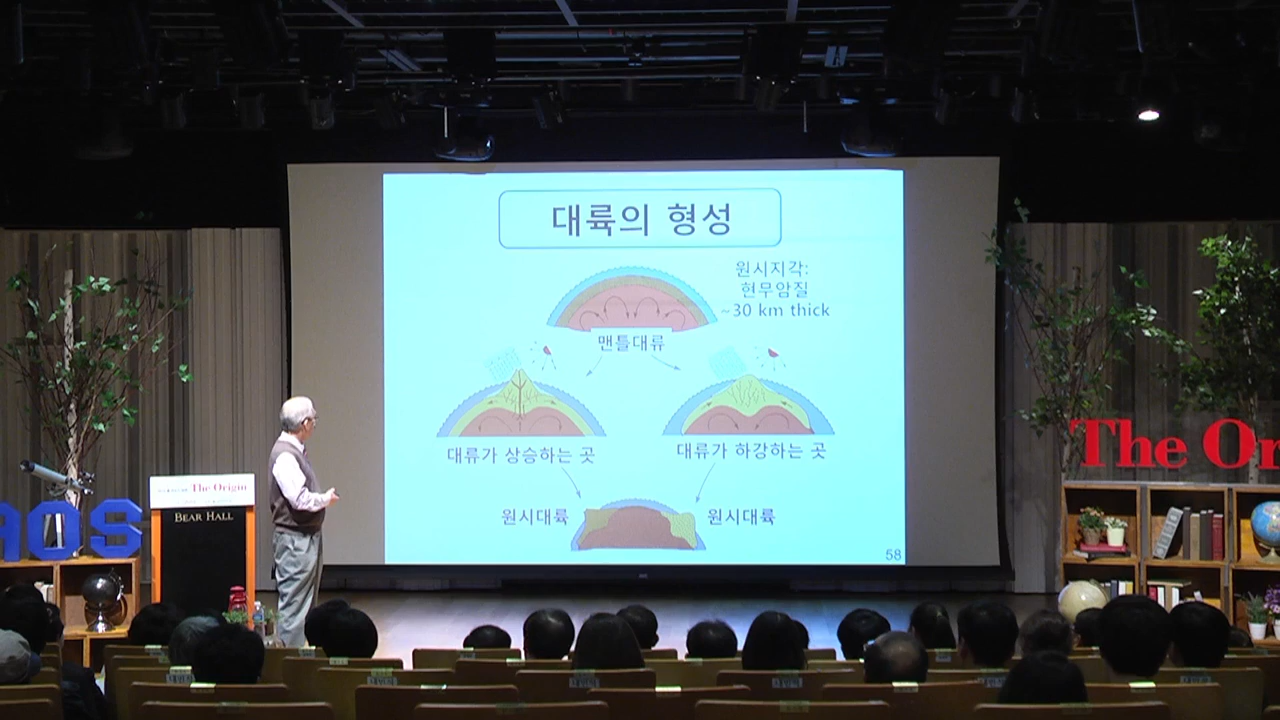 대륙의 형성
원시지각:
현무암질
~30 km thick
맨틀대류
대류가 상승하는 곳
대류가 하강하는 곳
원시대륙
원시대륙
58
The Origin
BEAR HALL
AOS
The Or